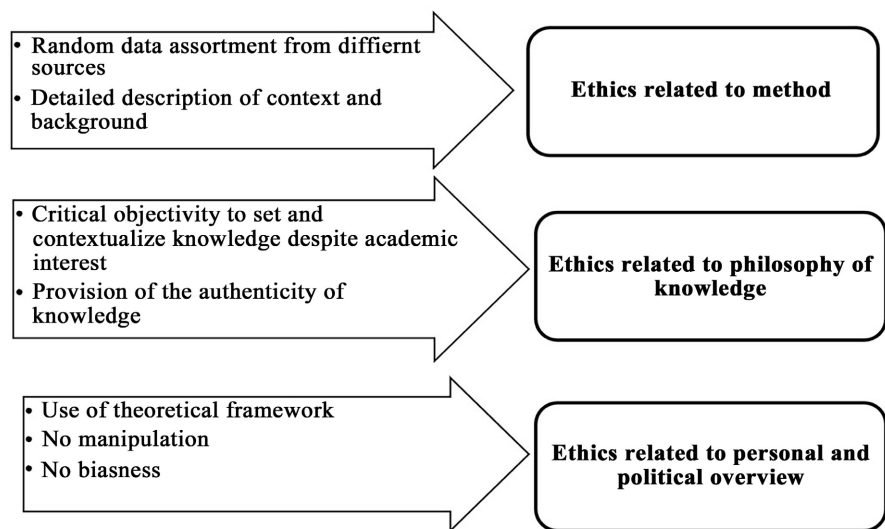 • Random data assortment from diffiernt
sources
• Detailed description of context and
background
Ethics related to method
• Critical objectivity to set and
contextualize knowledge despite academic
interest
• Provision of the authenticity of
knowledge
Ethics related to philosophy of
knowledge
• Use of theoretical framework
• No manipulation
• No biasness
Ethics related to personal and
political overview